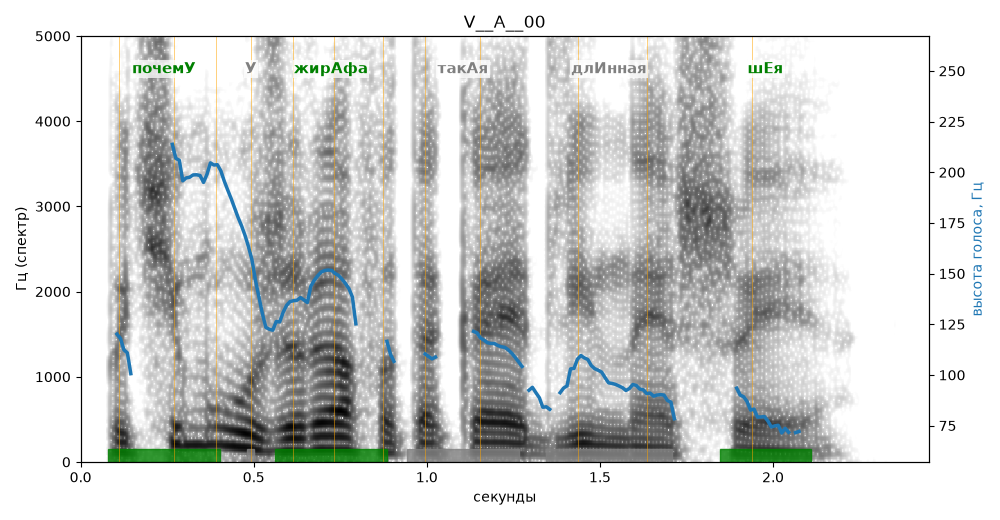 V__A__00
почемУ У жирАфа такАя длИнная шЕя
5000
4000
3000
2000
1000
0
250
225
200
175
150
125
100
75
0.0 0.5 1.0 1.5 2.0
Гц (спектр)
высота голоса, Гц
секунды